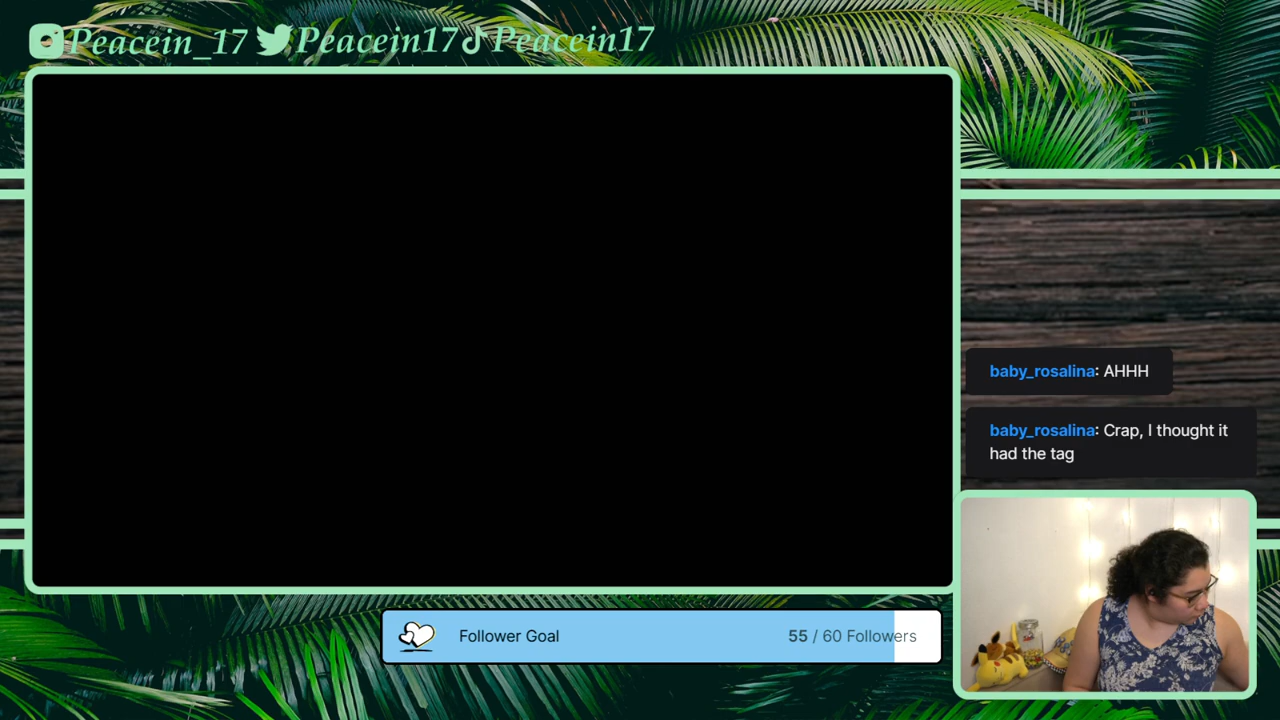 Peacein_17 Peacein17 Peacein17
baby_rosalina: AHHH
baby_rosalina: Crap, I thought it
had the tag
Follower Goal 55 / 60 Followers